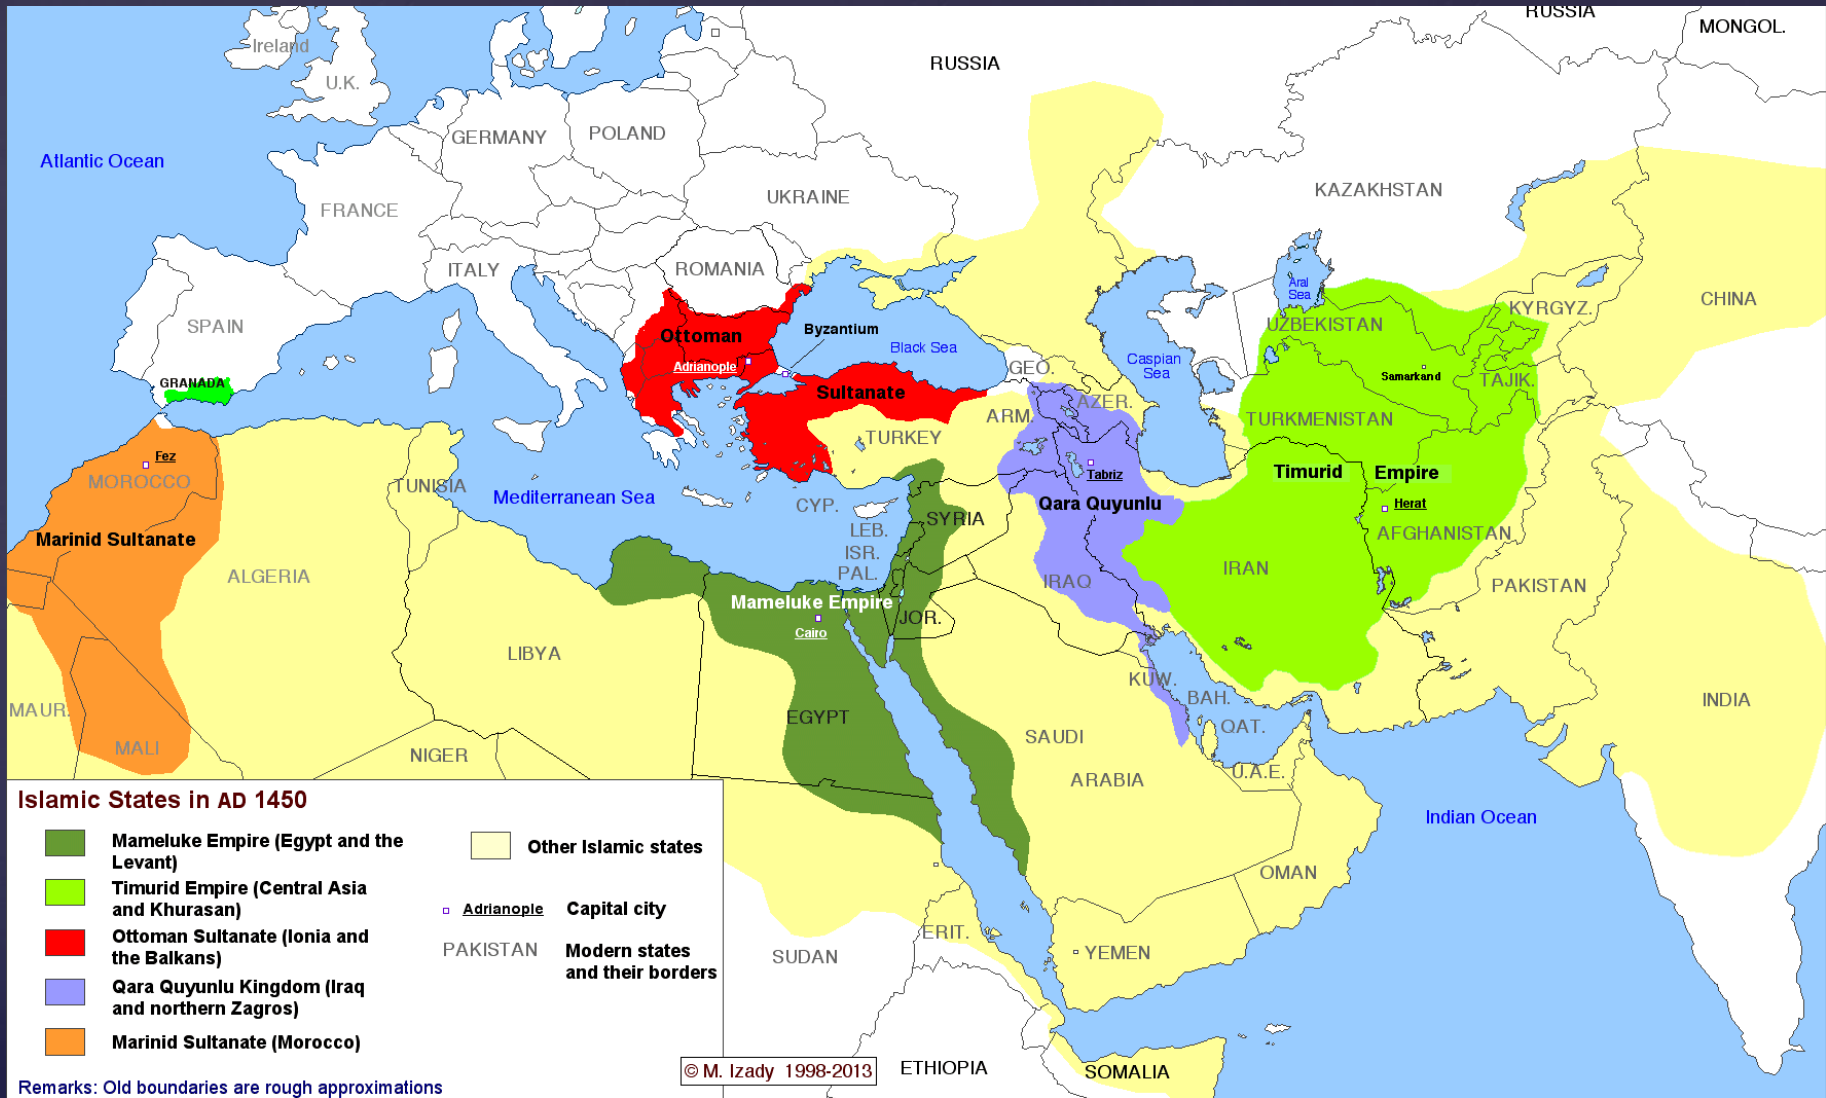 RUSSIA
MONGOL.
Ireland
RUSSIA
U.K.
GERMANY
POLAND
Atlantic Ocean
KAZAKHSTAN
UKRAINE
FRANCE
ITALY
ROMANIA
Aral
Sea
CHINA
KYRGYZ.
SPAIN
Ottoman
Byzantium
UZBEKISTAN
Black Sea
Caspian
Sea
Adrianople
GEO.
Samarkand
TAJIK.
GRANADA
Sultanate
AZER.
ARM.
TURKMENISTAN
TURKEY
Fez
MOROCCO
Timurid
Empire
Tabriz
TUNISIA
Mediterranean Sea
Qara Quyunlu
Herat
CYP.
SYRIA
LEB.
AFGHANISTAN
Marinid Sultanate
ISR.
PAL.
IRAQ
IRAN
ALGERIA
PAKISTAN
Mameluke Empire
JOR.
Cairo
LIBYA
KUW.
BAH.
INDIA
MAUR.
EGYPT
QAT.
SAUDI
ARABIA
MALI
NIGER
U.A.E.
Indian Ocean
OMAN
ERIT.
YEMEN
SUDAN
ETHIOPIA
SOMALIA
Islamic States in AD 1450
Mameluke Empire (Egypt and the
Levant)
Timurid Empire (Central Asia
and Khurasan)
Ottoman Sultanate (Ionia and
the Balkans)
Qara Quyunlu Kingdom (Iraq
and northern Zagros)
Marinid Sultanate (Morocco)
Other Islamic states
Adrianople Capital city
PAKISTAN Modern states
and their borders
Remarks: Old boundaries are rough approximations
© M. Izady 1998-2013